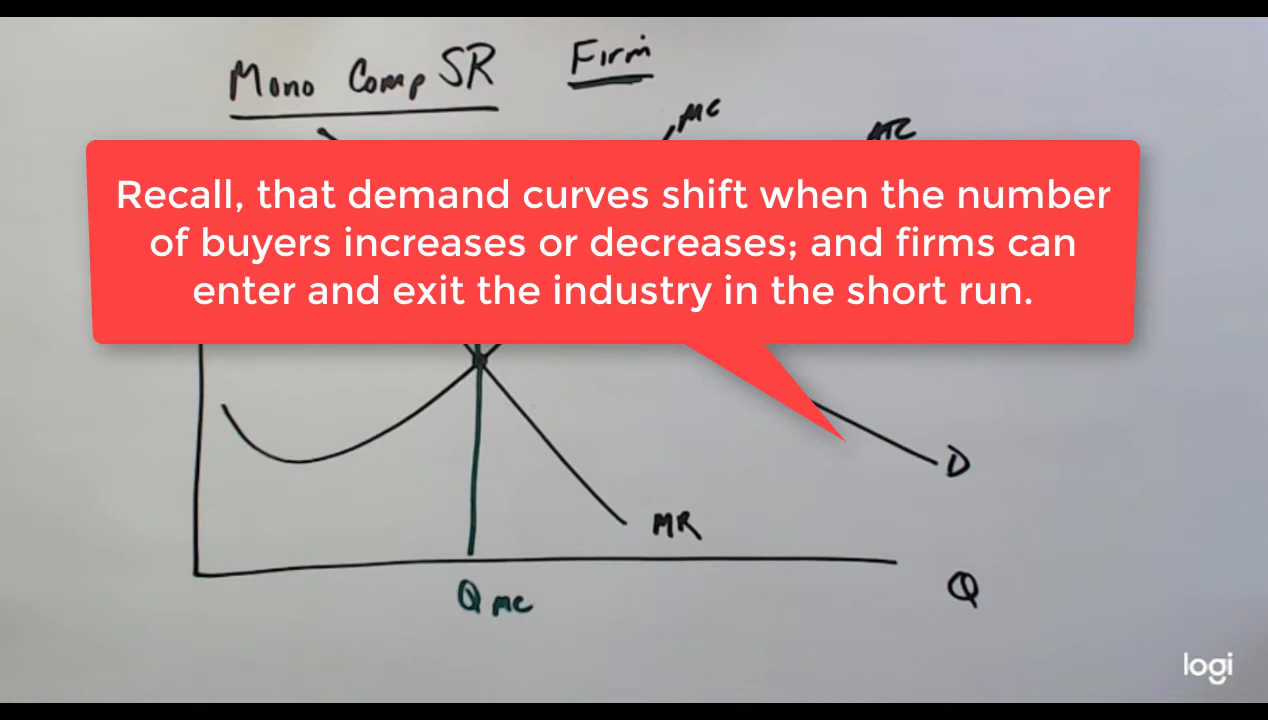 Mono Comp SR Firm
MC
ATC
Recall, that demand curves shift when the number
of buyers increases or decreases; and firms can
enter and exit the industry in the short run.
D
MR
Q MC
Q
logi